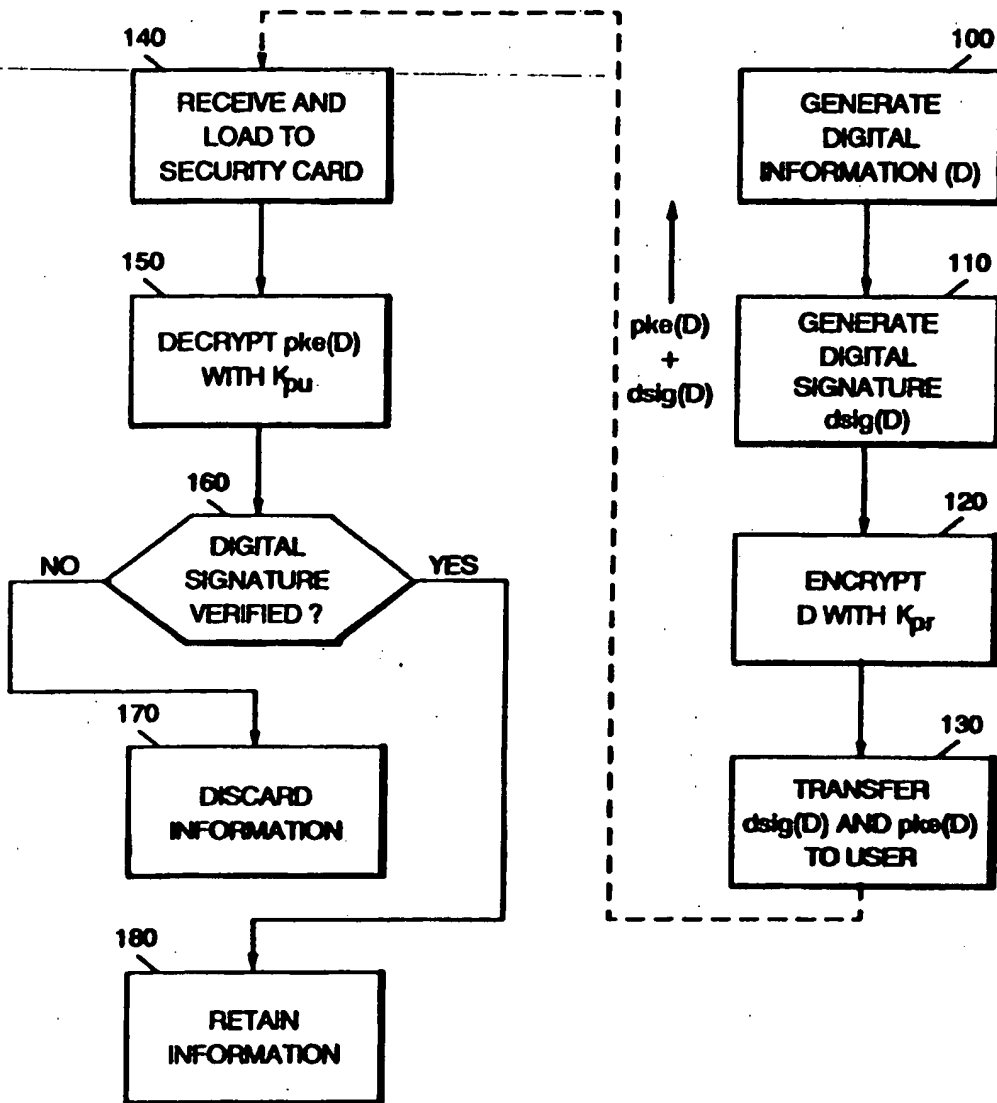 140
RECEIVE AND
LOAD TO
SECURITY CARD
150
DECRYPT pke(D)
WITH Kpu
160
DIGITAL
SIGNATURE
VERIFIED ?
NO
YES
170
DISCARD
INFORMATION
180
RETAIN
INFORMATION
pke(D)
+
dsig(D)
100
GENERATE
DIGITAL
INFORMATION (D)
110
GENERATE
DIGITAL
SIGNATURE
dsig(D)
120
ENCRYPT
D WITH Kpr
130
TRANSFER
dsig(D) AND pke(D)
TO USER